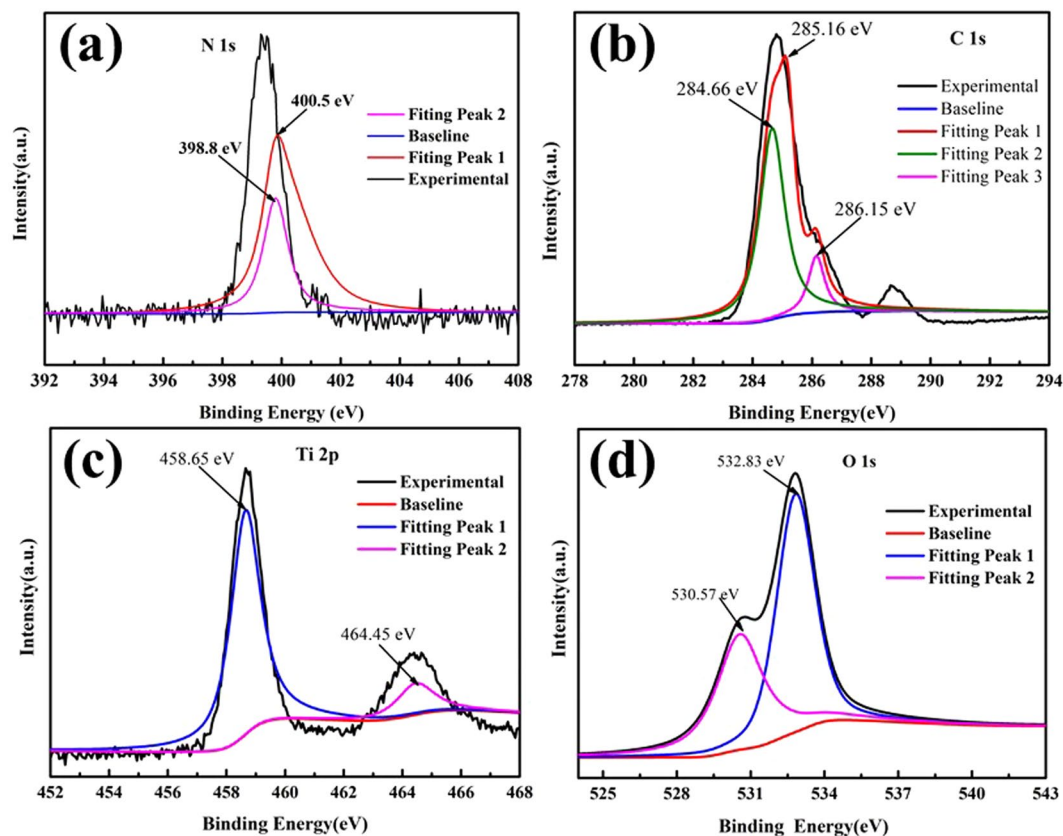 (a)
N 1s
400.5 eV
398.8 eV
Fiting Peak 2
Baseline
Fitting Peak 1
Experimental
Intensity(a.u.)
392 394 396 398 400 402 404 406 408
Binding Energy (eV)
(b)
C 1s
285.16 eV
284.66 eV
286.15 eV
Experimental
Baseline
Fitting Peak 1
Fitting Peak 2
Fitting Peak 3
Intensity(a.u.)
278 280 282 284 286 288 290 292 294
Binding Energy(eV)
(c)
Ti 2p
458.65 eV
464.45 eV
Experimental
Baseline
Fitting Peak 1
Fitting Peak 2
Intensity(a.u.)
452 454 456 458 460 462 464 466 468
Binding Energy(eV)
(d)
O 1s
532.83 eV
530.57 eV
Experimental
Baseline
Fitting Peak 1
Fitting Peak 2
Intensity(a.u.)
525 528 531 534 537 540 543
Binding Energy(eV)